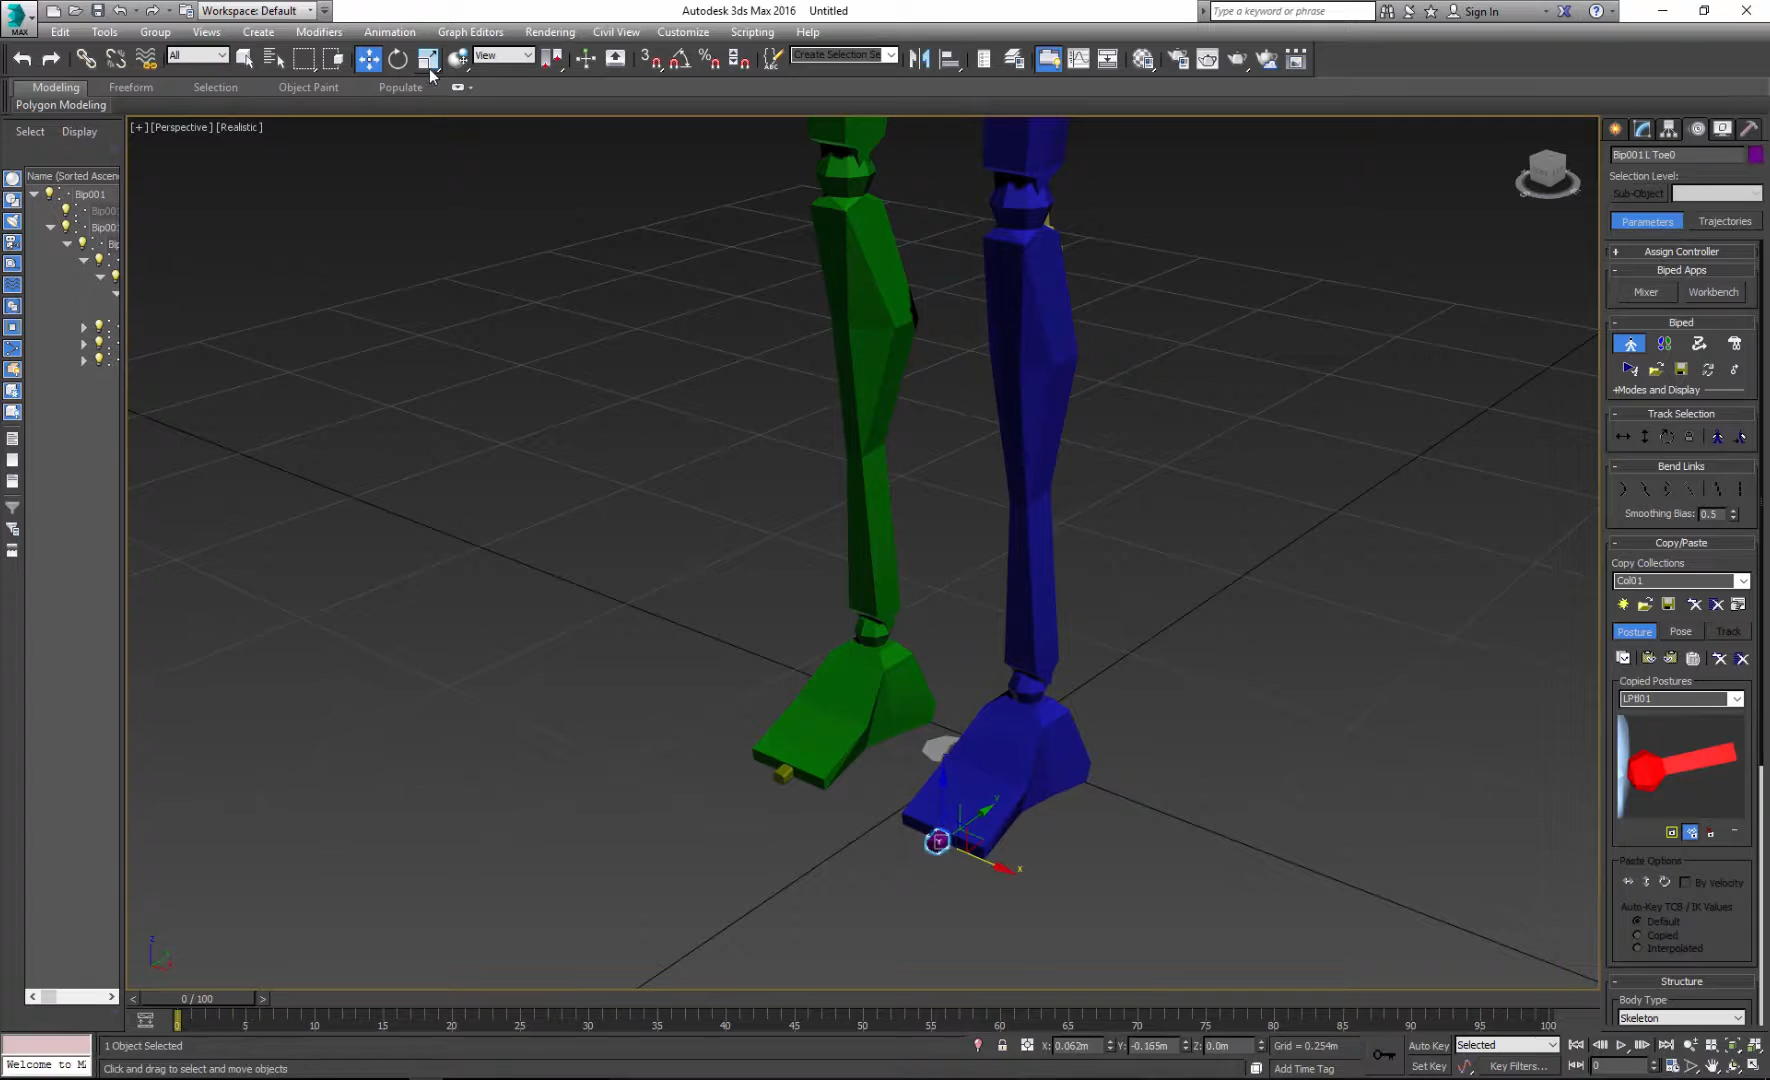 Workspace: Default
Autodesk 3ds Max 2016 Untitled
Type a keyword or phrase
Sign In
MAX
Edit Tools Group Views Create Modifiers Animation Graph Editors Rendering Civil View Customize Scripting Help
All
View
Create Selection Se
Modeling Freeform Selection Object Paint Populate
Polygon Modeling
Select Display
[+] [Perspective] [Realistic]
Name (Sorted Ascen
Bip001
Bip00
Bip00
Bip001 L Toe0
Selection Level:
Sub-Object
Parameters Trajectories
+ Assign Controller
- Biped Apps
Mixer Workbench
- Biped
+Modes and Display
- Track Selection
- Bend Links
Smoothing Bias: 0.5
- Copy/Paste
Copy Collections
Col01
Posture Pose Track
Copied Postures
LPtl01
Paste Options
By Velocity
Auto-Key TCB / IK Values
Default
Copied
Interpolated
- Structure
Body Type
Skeleton
x
z
< 0 / 100 >
0 5 10 15 20 25 30 35 40 45 50 55 60 65 70 75 80 85 90 95 100
1 Object Selected
X: 0.062m Y: -0.165m Z: 0.0m Grid = 0.254m
Auto Key Selected
Welcome to M
Click and drag to select and move objects
Add Time Tag
Set Key Key Filters... 0